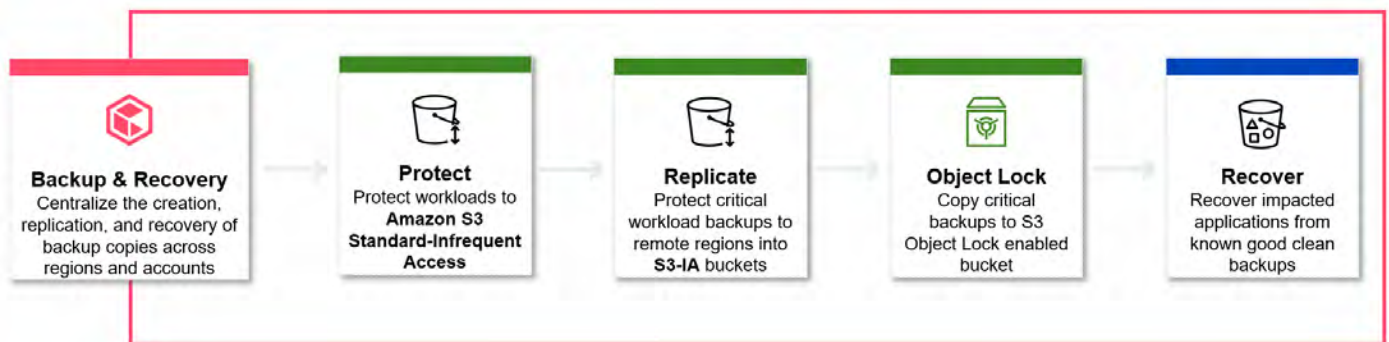 Backup & Recovery
Centralize the creation,
replication, and recovery of
backup copies across
regions and accounts
Protect
Protect workloads to
Amazon S3
Standard-Infrequent
Access
Replicate
Protect critical
workload backups to
remote regions into
S3-IA buckets
Object Lock
Copy critical
backups to S3
Object Lock enabled
bucket
Recover
Recover impacted
applications from
known good clean
backups